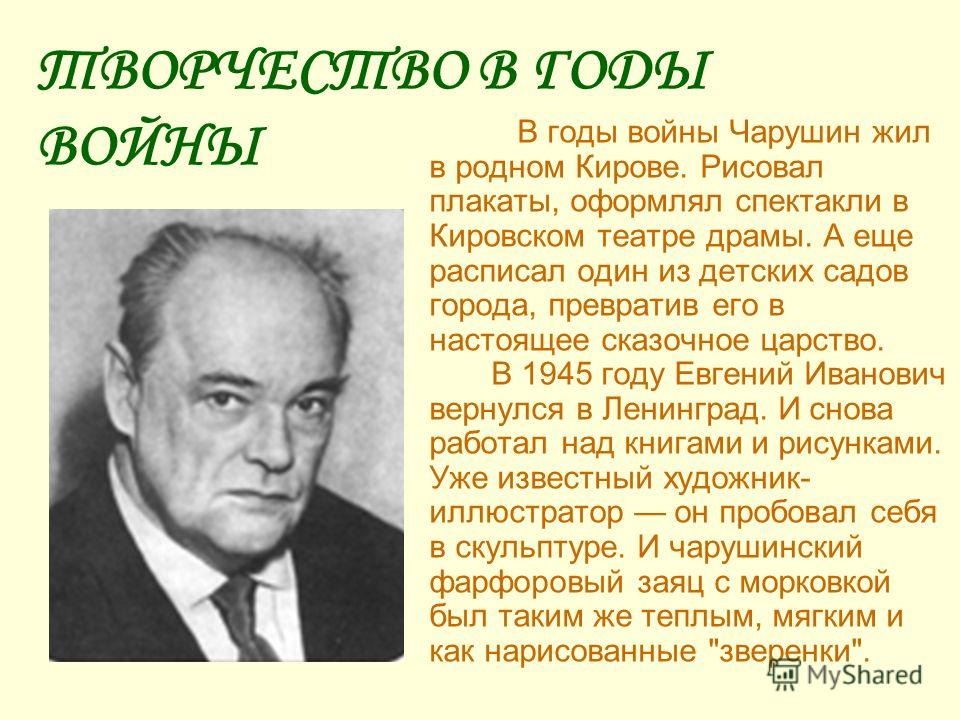 ТВОРЧЕСТВО В ГОДЫ
ВОЙНЫ
В годы войны Чарушин жил
в родном Кирове. Рисовал
плакаты, оформлял спектакли в
Кировском театре драмы. А еще
расписал один из детских садов
города, превратив его в
настоящее сказочное царство.
В 1945 году Евгений Иванович
вернулся в Ленинград. И снова
работал над книгами и рисунками.
Уже известный художник-
иллюстратор — он пробовал себя
в скульптуре. И чарушинский
фарфоровый заяц с морковкой
был таким же теплым, мягким и
как нарисованные "зверенки".
MyShared